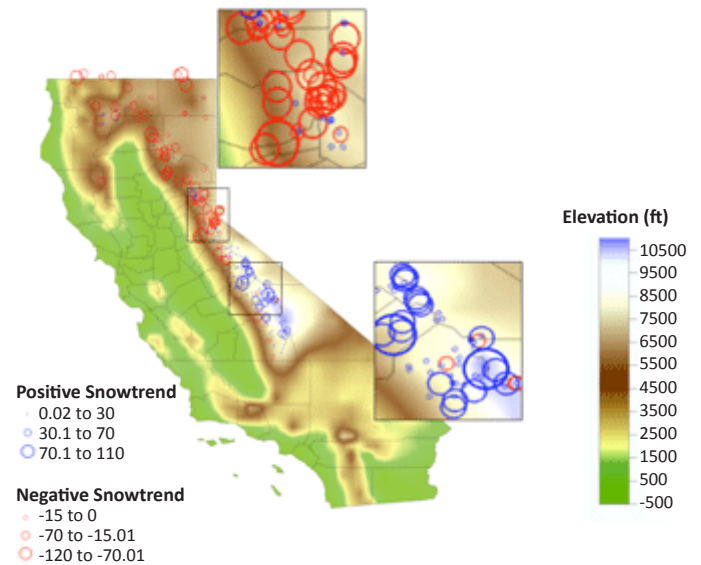 Elevation (ft)
10500
9500
8500
7500
6500
5500
4500
3500
2500
1500
500
-500
Positive Snowtrend
0.02 to 30
30.1 to 70
70.1 to 110
Negative Snowtrend
-15 to 0
-70 to -15.01
-120 to -70.01